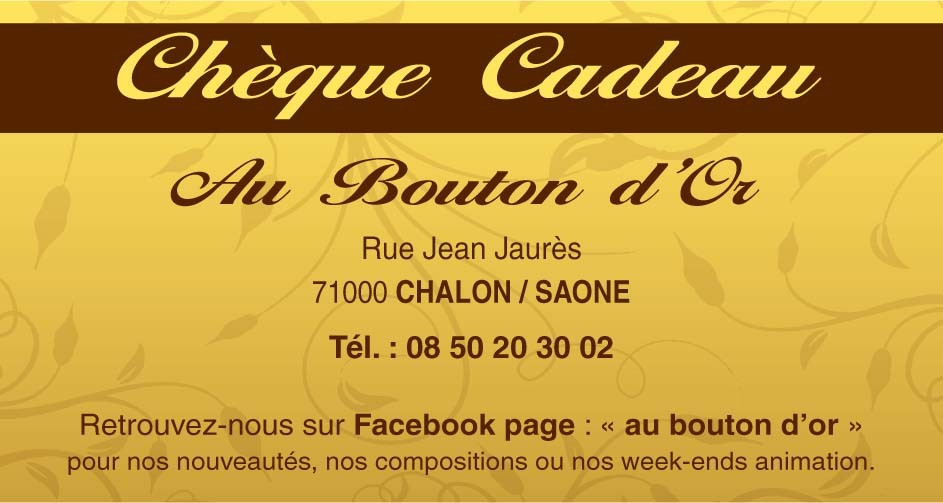 Chèque Cadeau
Au Bouton d'Or
Rue Jean Jaurès
71000 CHALON / SAONE
Tél. : 08 50 20 30 02
Retrouvez-nous sur Facebook page : « au bouton d'or »
pour nos nouveautés, nos compositions ou nos week-ends animation.